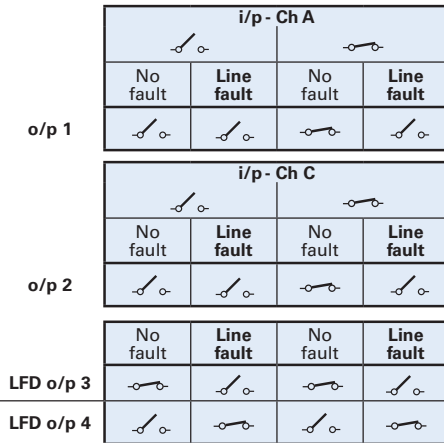 i/p - Ch A
No fault Line fault No fault Line fault
o/p 1
i/p - Ch C
No fault Line fault No fault Line fault
o/p 2
No fault Line fault No fault Line fault
LFD o/p 3
LFD o/p 4